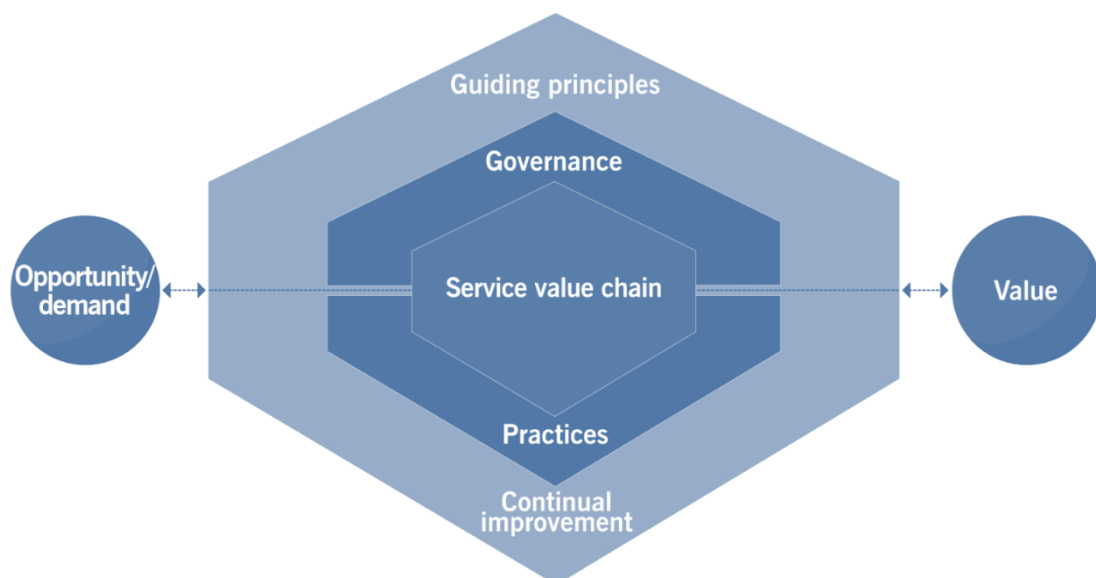 Guiding principles
Governance
Opportunity/
demand
Service value chain
Value
Practices
Continual
improvement